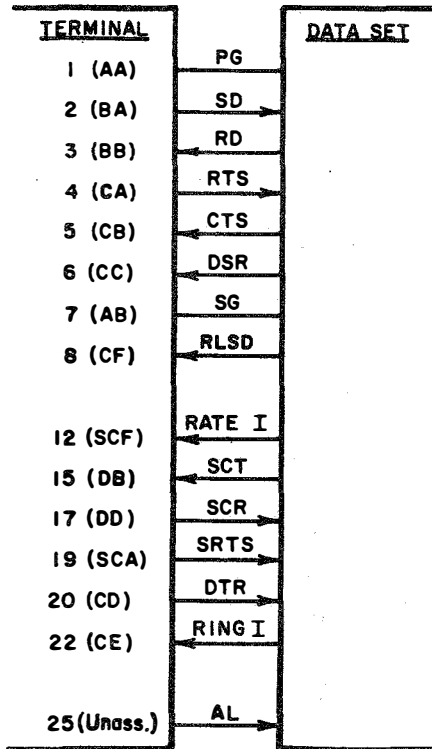 TERMINAL DATA SET
1 (AA) PG
2 (BA) SD
3 (BB) RD
4 (CA) RTS
5 (CB) CTS
6 (CC) DSR
7 (AB) SG
8 (CF) RLSD
12 (SCF) RATE I
15 (DB) SCT
17 (DD) SCR
19 (SCA) SRTS
20 (CD) DTR
22 (CE) RING I
25 (Unass.) AL